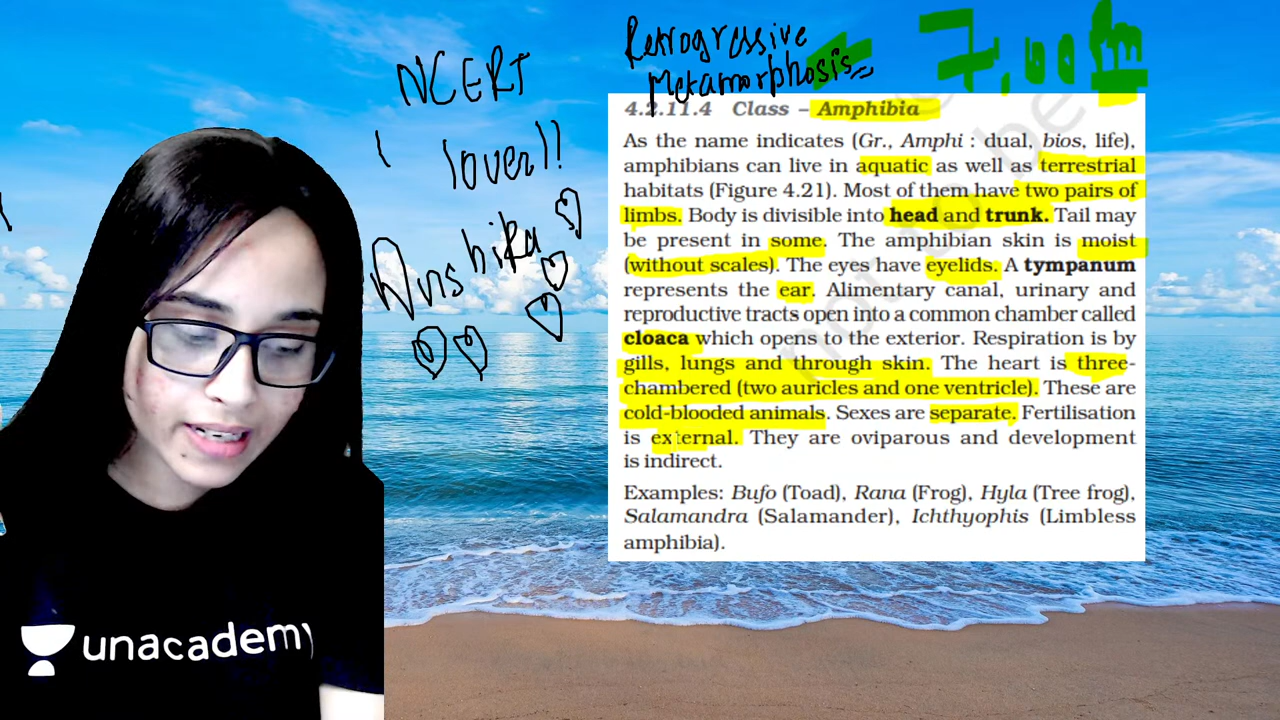 Retrogressive
Metamorphosis
7.00
NCERT
lover!!
4.2.11.4 Class – Amphibia
As the name indicates (Gr., Amphi : dual, bios, life),
amphibians can live in aquatic as well as terrestrial
habitats (Figure 4.21). Most of them have two pairs of
limbs. Body is divisible into head and trunk. Tail may
be present in some. The amphibian skin is moist
(without scales). The eyes have eyelids. A tympanum
represents the ear. Alimentary canal, urinary and
reproductive tracts open into a common chamber called
cloaca which opens to the exterior. Respiration is by
gills, lungs and through skin. The heart is three-
chambered (two auricles and one ventricle). These are
cold-blooded animals. Sexes are separate. Fertilisation
is external. They are oviparous and development
is indirect.
Examples: Bufo (Toad), Rana (Frog), Hyla (Tree frog),
Salamandra (Salamander), Ichthyophis (Limbless
amphibia).
unacademy